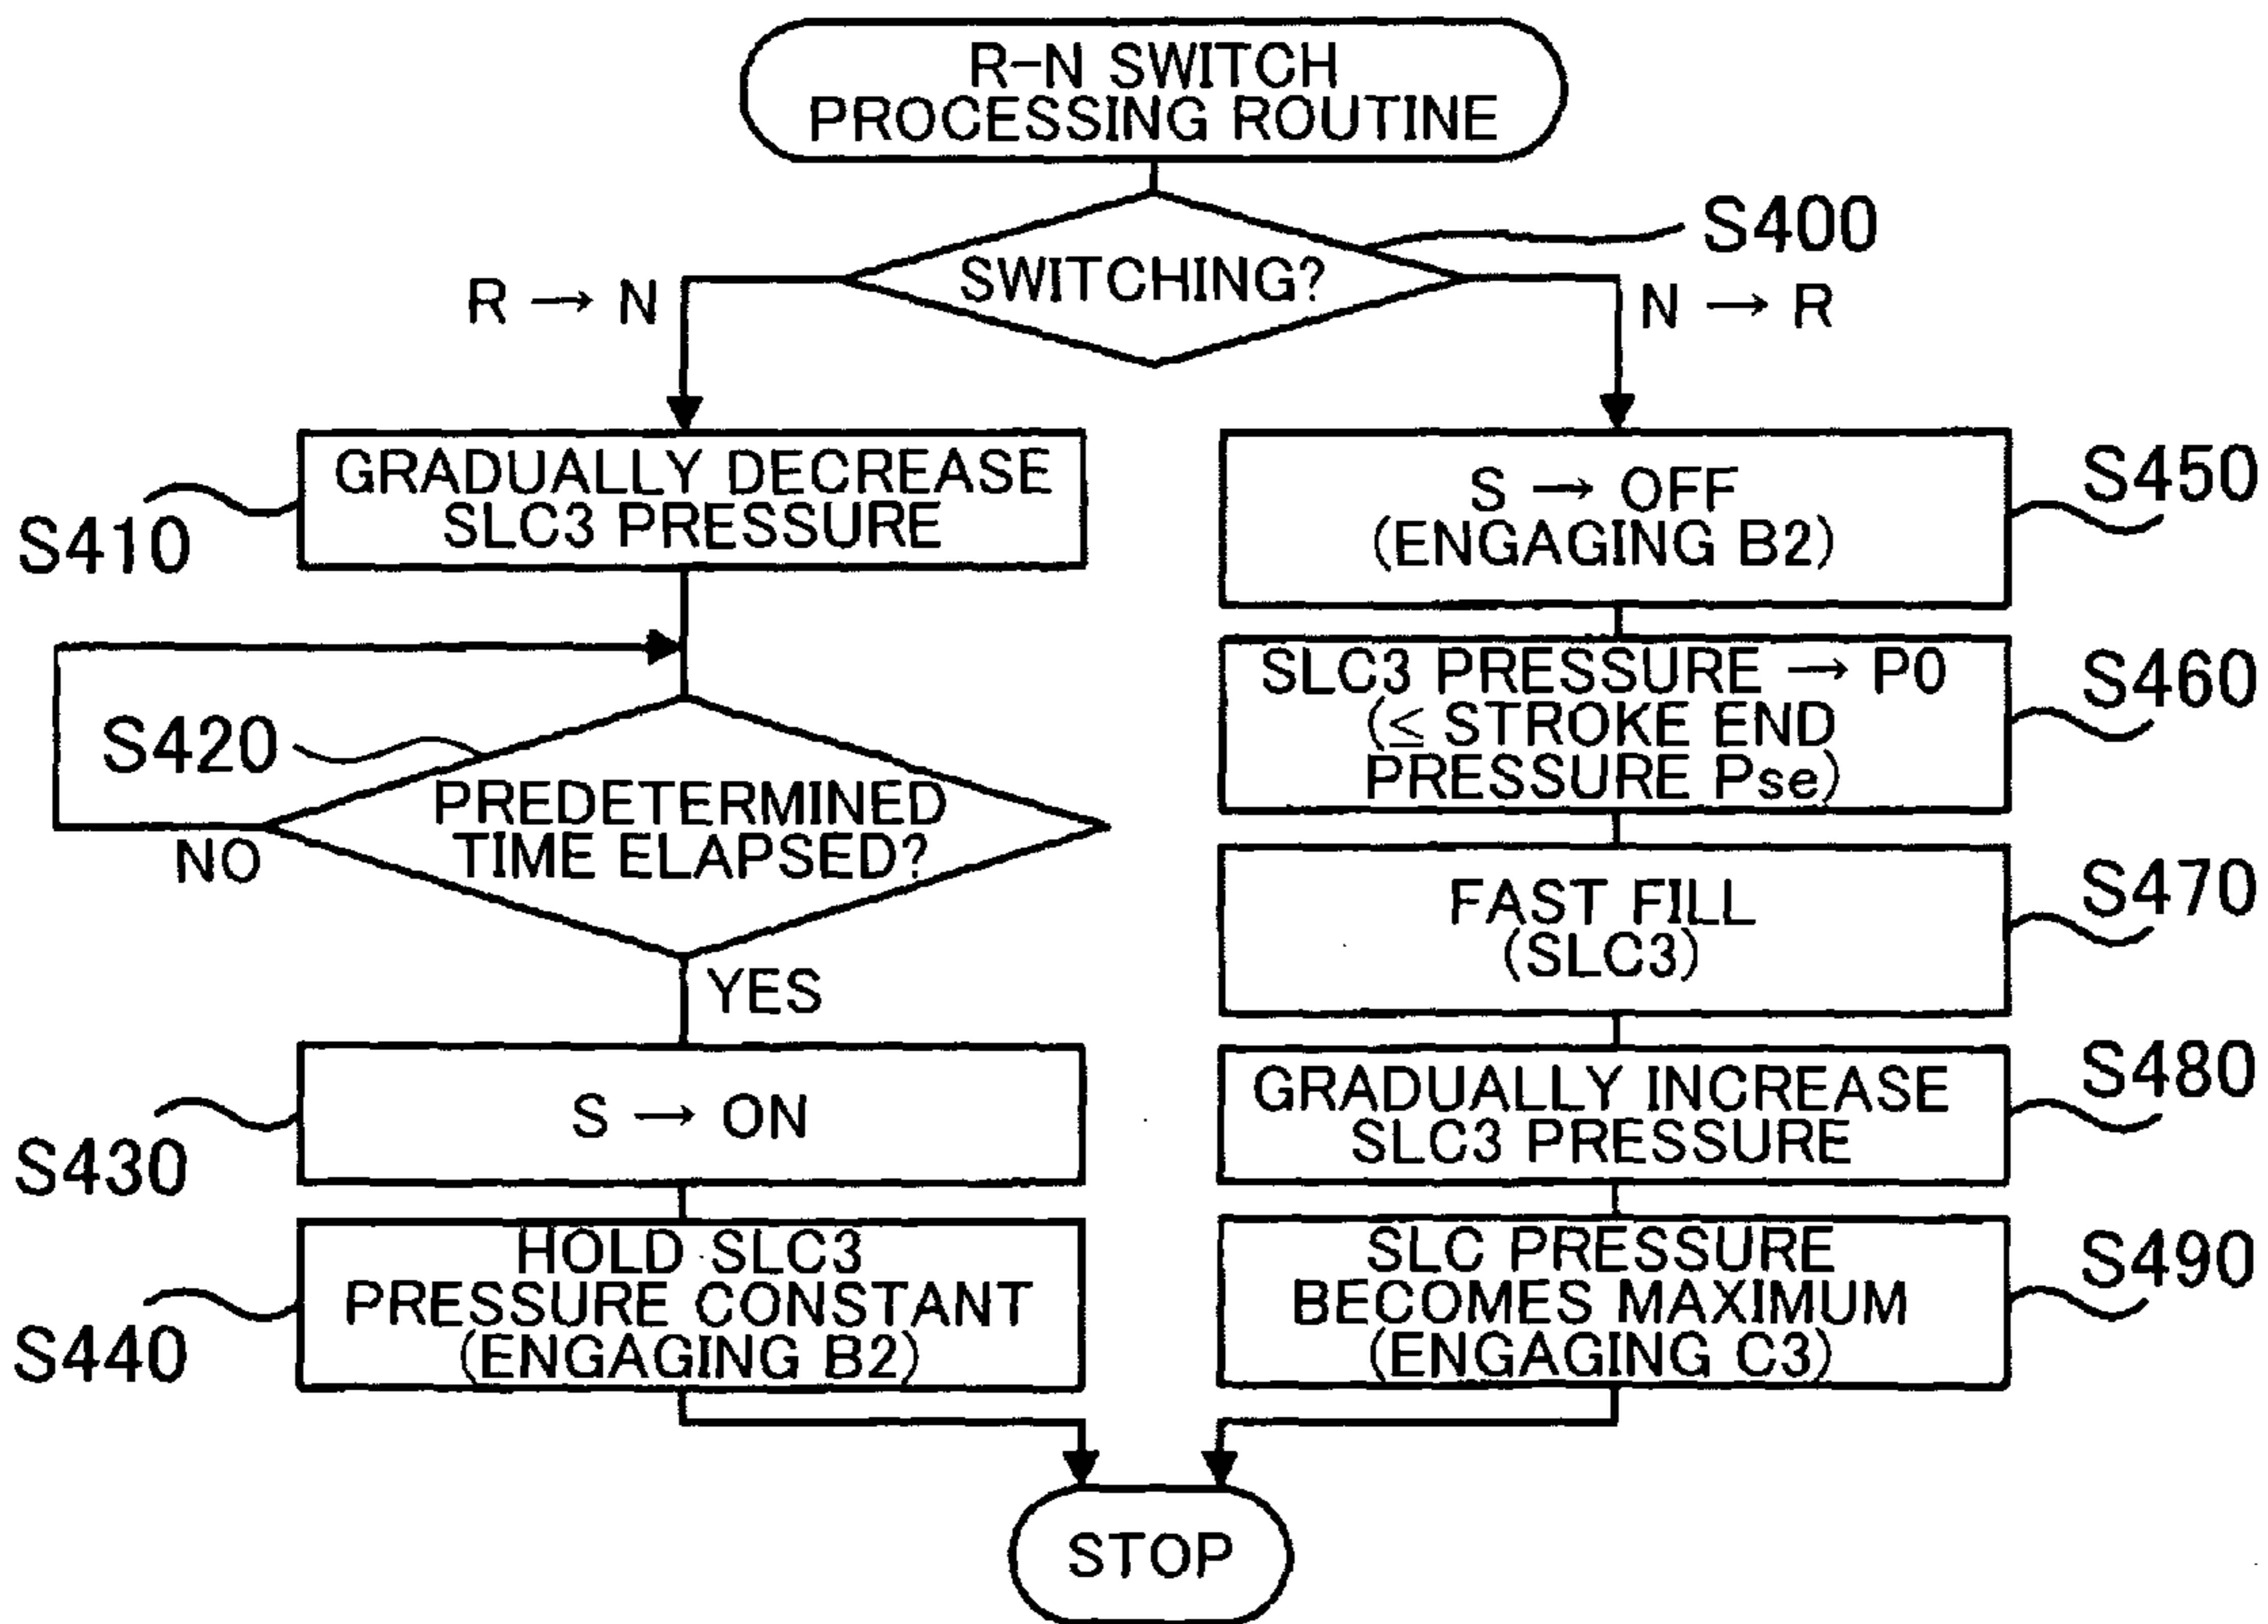 R-N SWITCH
PROCESSING ROUTINE
S400
SWITCHING?
R → N
N → R
GRADUALLY DECREASE
SLC3 PRESSURE
S410
S420
PREDETERMINED
TIME ELAPSED?
NO
YES
S → ON
S430
HOLD SLC3
PRESSURE CONSTANT
(ENGAGING B2)
S440
S → OFF
(ENGAGING B2)
S450
SLC3 PRESSURE → P0
(≤ STROKE END
PRESSURE Pse)
S460
FAST FILL
(SLC3)
S470
GRADUALLY INCREASE
SLC3 PRESSURE
S480
SLC PRESSURE
BECOMES MAXIMUM
(ENGAGING C3)
S490
STOP